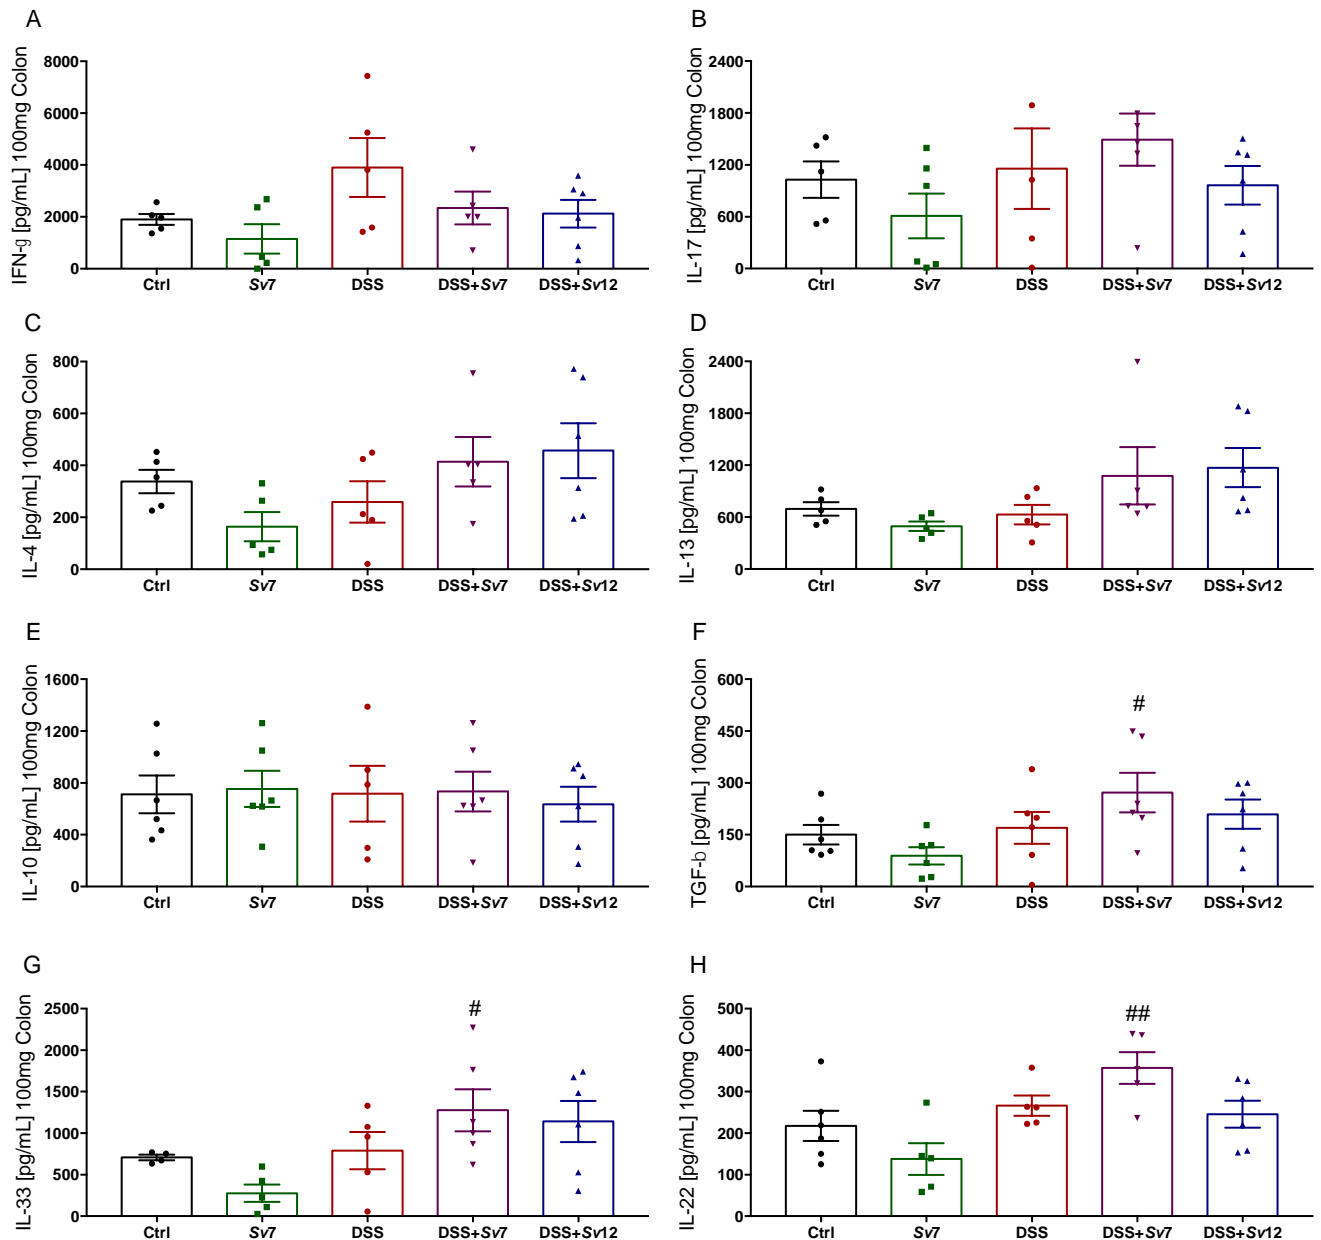 A
IFN-g [pg/mL] 100mg Colon
8000
6000
4000
2000
0
Ctrl Sv7 DSS DSS+Sv7 DSS+Sv12
B
IL-17 [pg/mL] 100mg Colon
2400
1800
1200
600
0
Ctrl Sv7 DSS DSS+Sv7 DSS+Sv12
C
IL-4 [pg/mL] 100mg Colon
800
600
400
200
0
Ctrl Sv7 DSS DSS+Sv7 DSS+Sv12
D
IL-13 [pg/mL] 100mg Colon
2400
1800
1200
600
0
Ctrl Sv7 DSS DSS+Sv7 DSS+Sv12
E
IL-10 [pg/mL] 100mg Colon
1600
1200
800
400
0
Ctrl Sv7 DSS DSS+Sv7 DSS+Sv12
F
TGF-b [pg/mL] 100mg Colon
600
450
300
150
0
#
Ctrl Sv7 DSS DSS+Sv7 DSS+Sv12
G
IL-33 [pg/mL] 100mg Colon
2500
2000
1500
1000
500
0
#
Ctrl Sv7 DSS DSS+Sv7 DSS+Sv12
H
IL-22 [pg/mL] 100mg Colon
500
400
300
200
100
0
##
Ctrl Sv7 DSS DSS+Sv7 DSS+Sv12